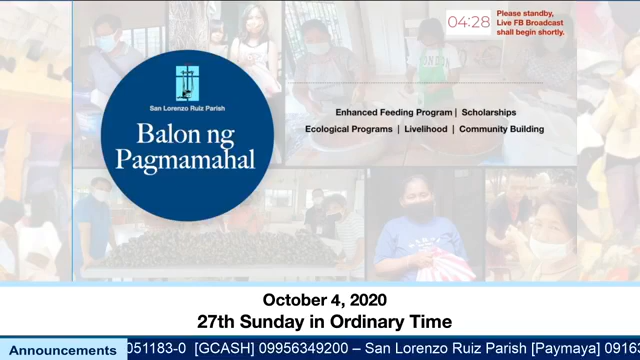 04:28
Please standby,
Live FB Broadcast
shall begin shortly.
San Lorenzo Ruiz Parish
Balon ng
Pagmamahal
Enhanced Feeding Program | Scholarships
Ecological Programs | Livelihood | Community Building
October 4, 2020
27th Sunday in Ordinary Time
Announcements
051183-0 [GCASH] 09956349200 – San Lorenzo Ruiz Parish [Paymaya] 09163